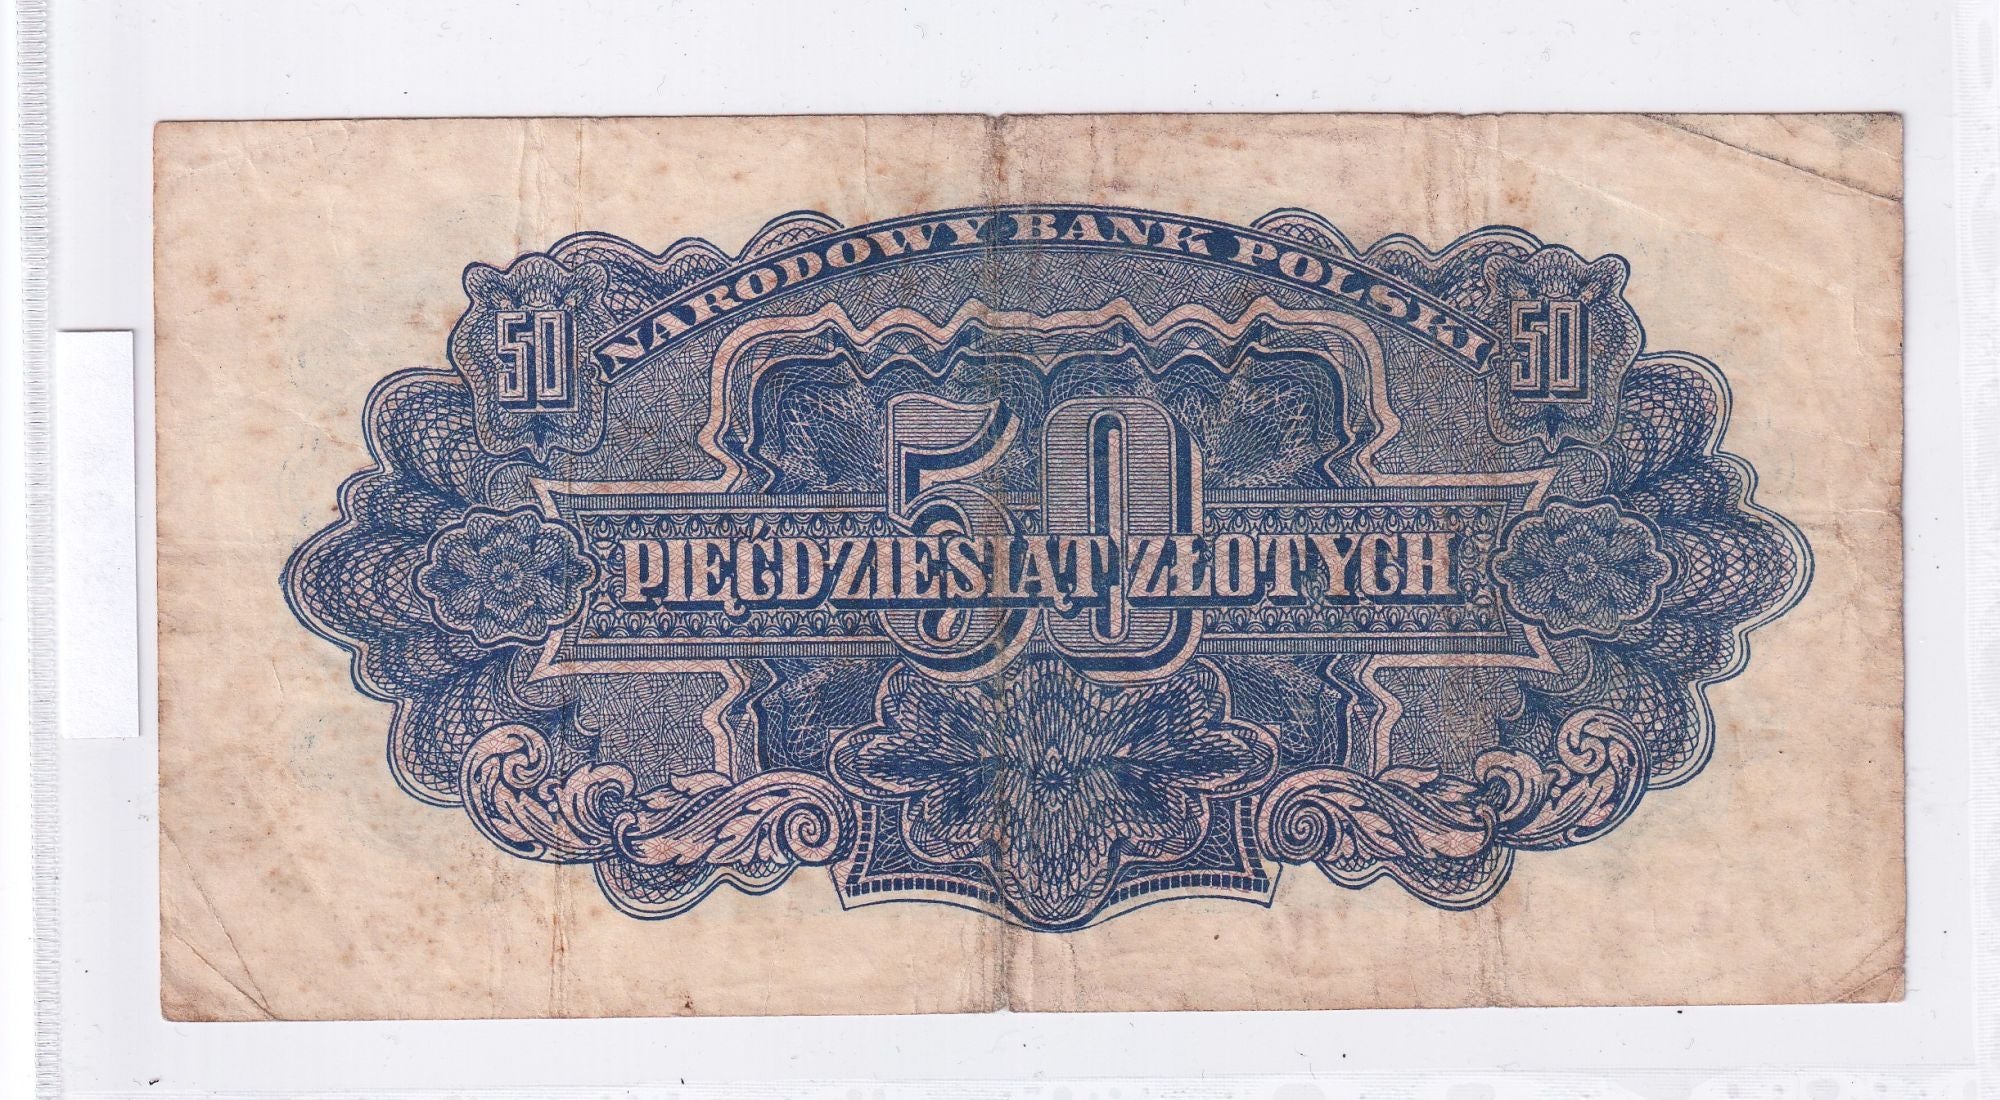 NARODOWY BANK POLSKI
50
50
50
PIĘĆDZIESIĄT ZŁOTYCH